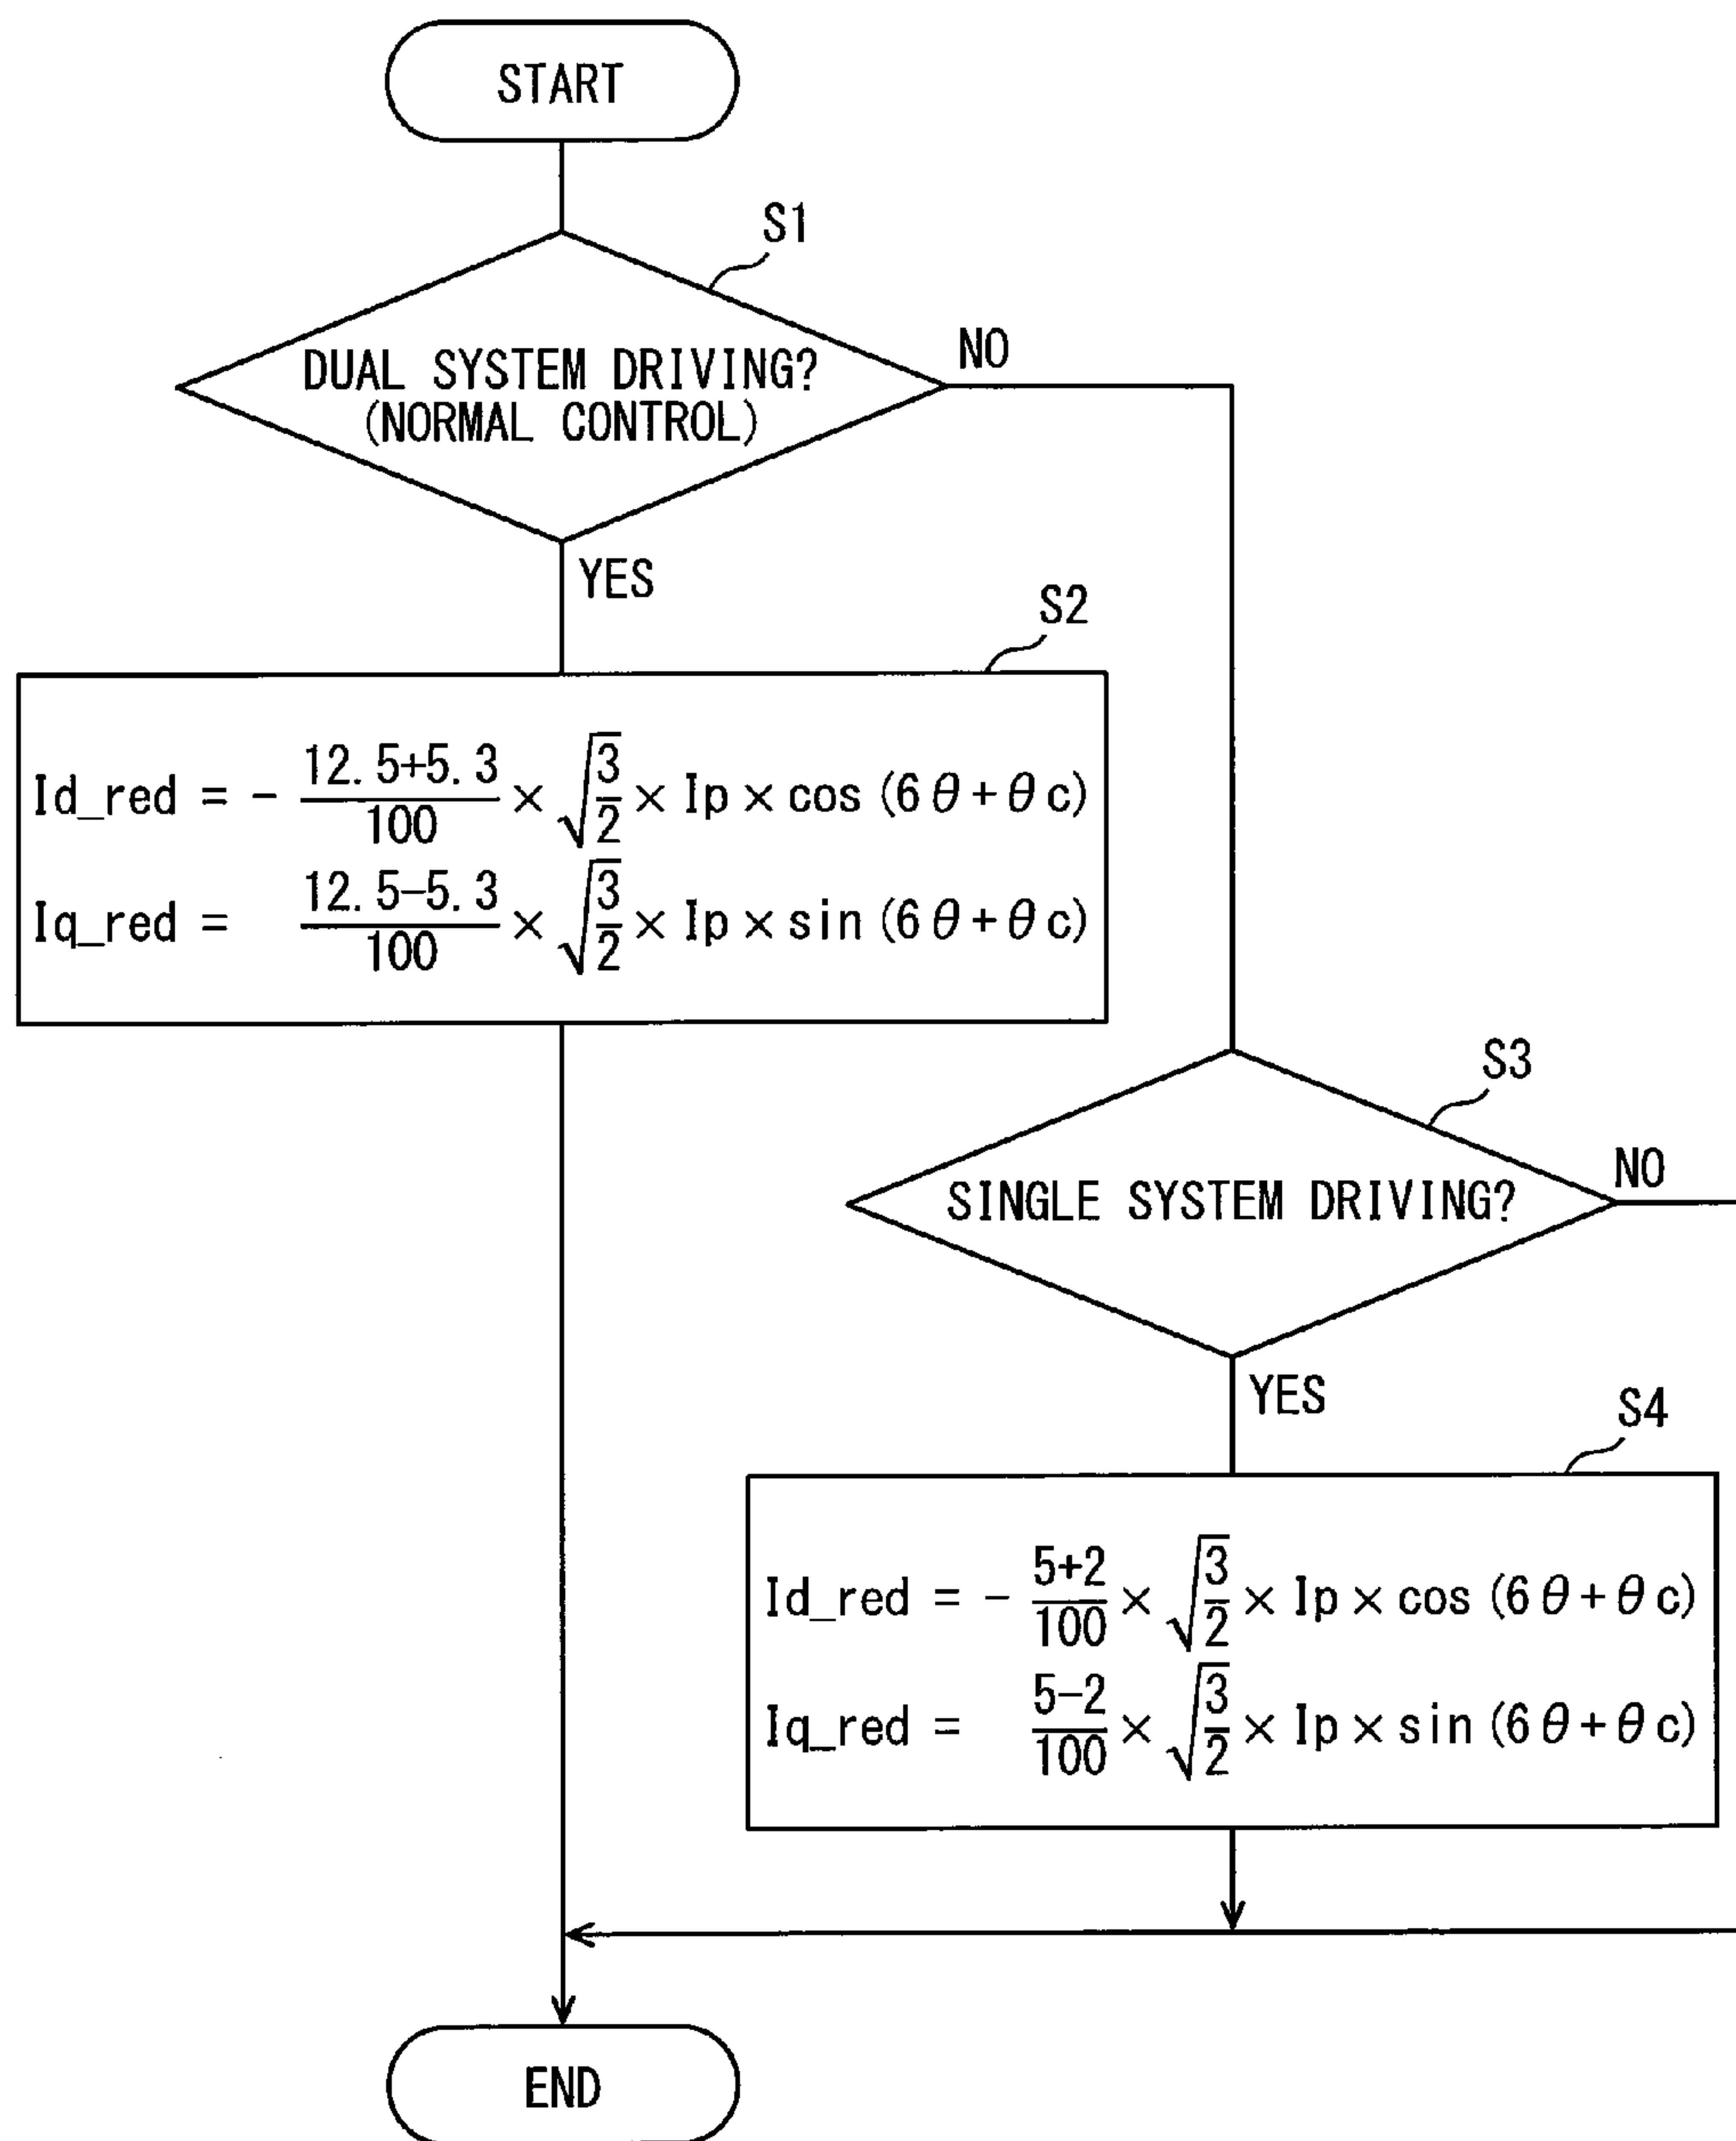 START
S1
DUAL SYSTEM DRIVING?
(NORMAL CONTROL)
NO
YES
S2
Id_red = - 12.5+5.3/100 × √3/2 × Ip × cos (6θ+θc)
Iq_red = 12.5-5.3/100 × √3/2 × Ip × sin (6θ+θc)
S3
SINGLE SYSTEM DRIVING?
NO
YES
S4
Id_red = - 5+2/100 × √3/2 × Ip × cos (6θ+θc)
Iq_red = 5-2/100 × √3/2 × Ip × sin (6θ+θc)
END